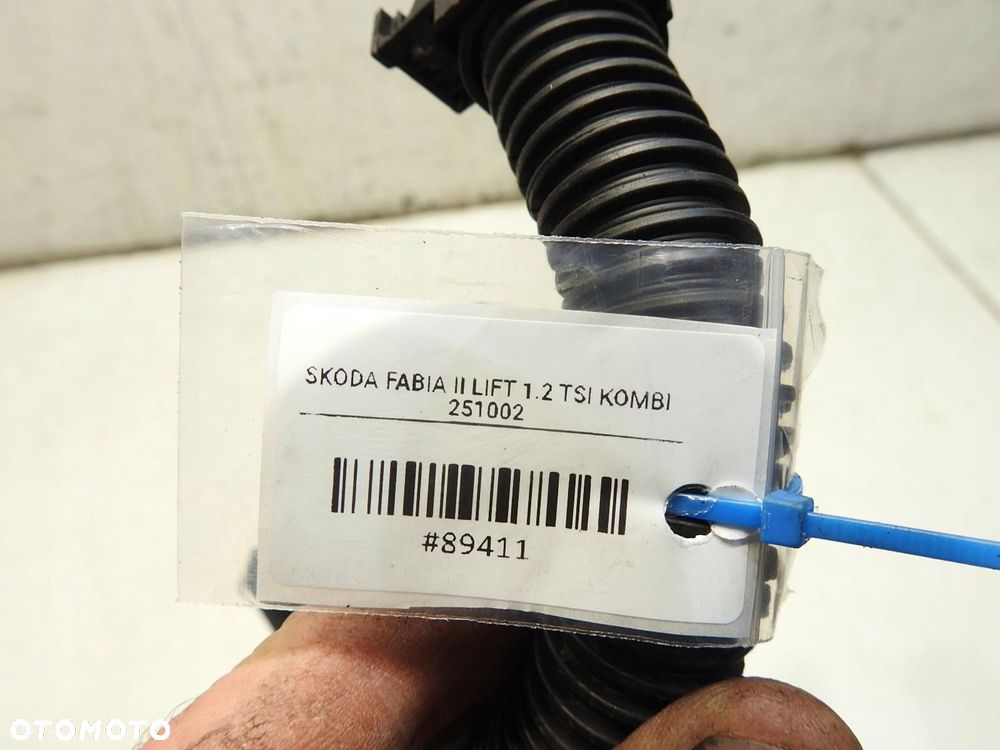 SKODA FABIA II LIFT 1.2 TSI KOMBI
251002
#89411
OTOMOTO